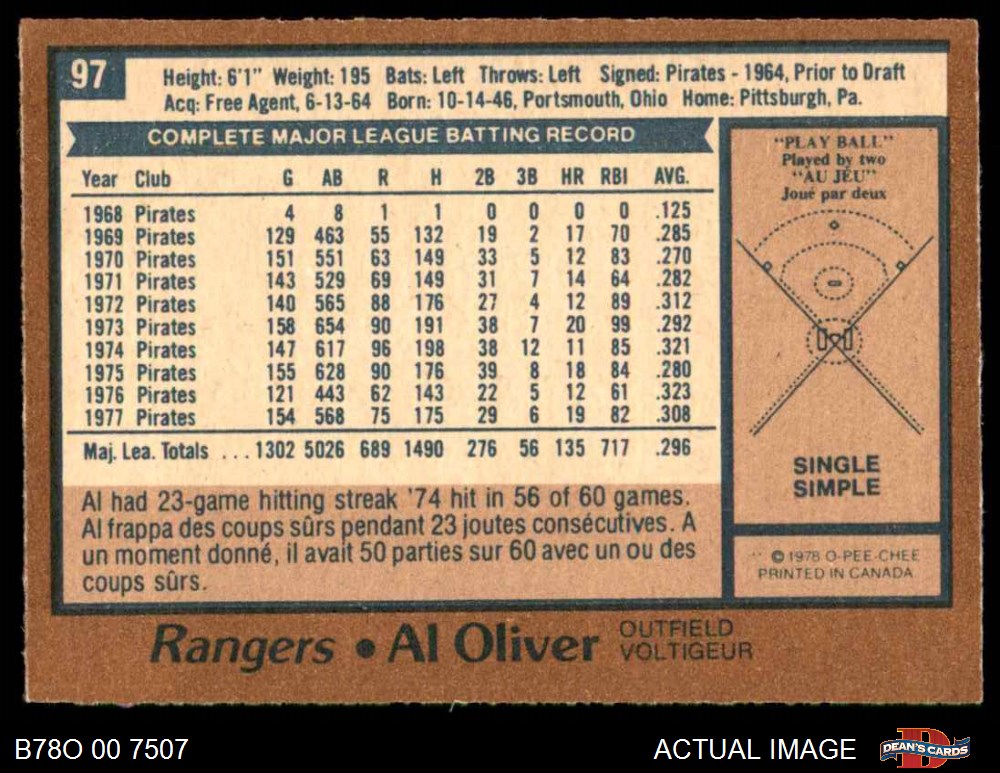 97
Height: 6'1" Weight: 195 Bats: Left Throws: Left Signed: Pirates - 1964, Prior to Draft
Acq: Free Agent, 6-13-64 Born: 10-14-46, Portsmouth, Ohio Home: Pittsburgh, Pa.
COMPLETE MAJOR LEAGUE BATTING RECORD
Year Club G AB R H 2B 3B HR RBI AVG.
1968 Pirates 4 8 1 1 0 0 0 0 .125
1969 Pirates 129 463 55 132 19 2 17 70 .285
1970 Pirates 151 551 63 149 33 5 12 83 .270
1971 Pirates 143 529 69 149 31 7 14 64 .282
1972 Pirates 140 565 88 176 27 4 12 89 .312
1973 Pirates 158 654 90 191 38 7 20 99 .292
1974 Pirates 147 617 96 198 38 12 11 85 .321
1975 Pirates 155 628 90 176 39 8 18 84 .280
1976 Pirates 121 443 62 143 22 5 12 61 .323
1977 Pirates 154 568 75 175 29 6 19 82 .308
Maj. Lea. Totals ... 1302 5026 689 1490 276 56 135 717 .296
Al had 23-game hitting streak '74 hit in 56 of 60 games.
Al frappa des coups sûrs pendant 23 joutes consécutives. A
un moment donné, il avait 50 parties sur 60 avec un ou des
coups sûrs.
"PLAY BALL"
Played by two
"AU JEU"
Joué par deux
SINGLE
SIMPLE
© 1978 O-PEE-CHEE
PRINTED IN CANADA
Rangers • Al Oliver OUTFIELD
VOLTIGEUR
B78O 00 7507
ACTUAL IMAGE
DEAN'S CARDS